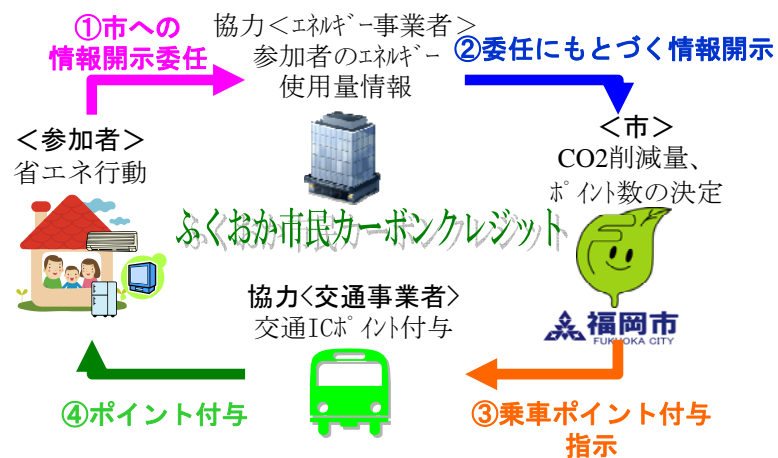 ①市への
情報開示委任
協力＜ｴﾈﾙｷﾞｰ事業者＞
参加者のｴﾈﾙｷﾞｰ
使用量情報
②委任にもとづく情報開示
＜参加者＞
省エネ行動
＜市＞
CO2削減量、
ﾎﾟｲﾝﾄ数の決定
ふくおか市民カーボンクレジット
協力<交通事業者>
交通ICﾎﾟｲﾝﾄ付与
福岡市
FUKUOKA CITY
④ポイント付与
③乗車ポイント付与
指示